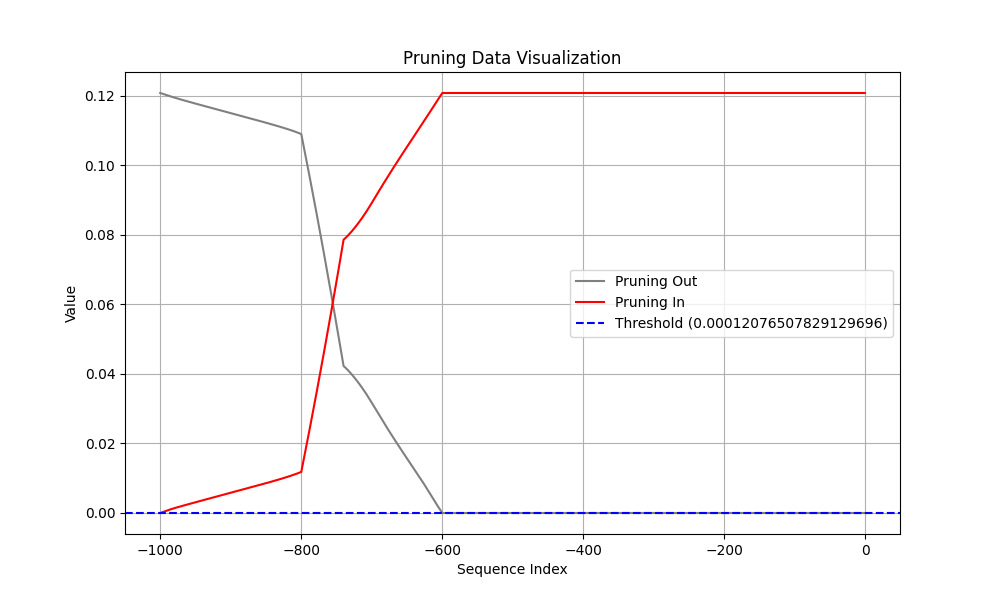 Pruning Data Visualization
Value
0.12
0.10
0.08
0.06
0.04
0.02
0.00
Pruning Out
Pruning In
Threshold (0.00012076507829129696)
−1000
−800
−600
−400
−200
0
Sequence Index